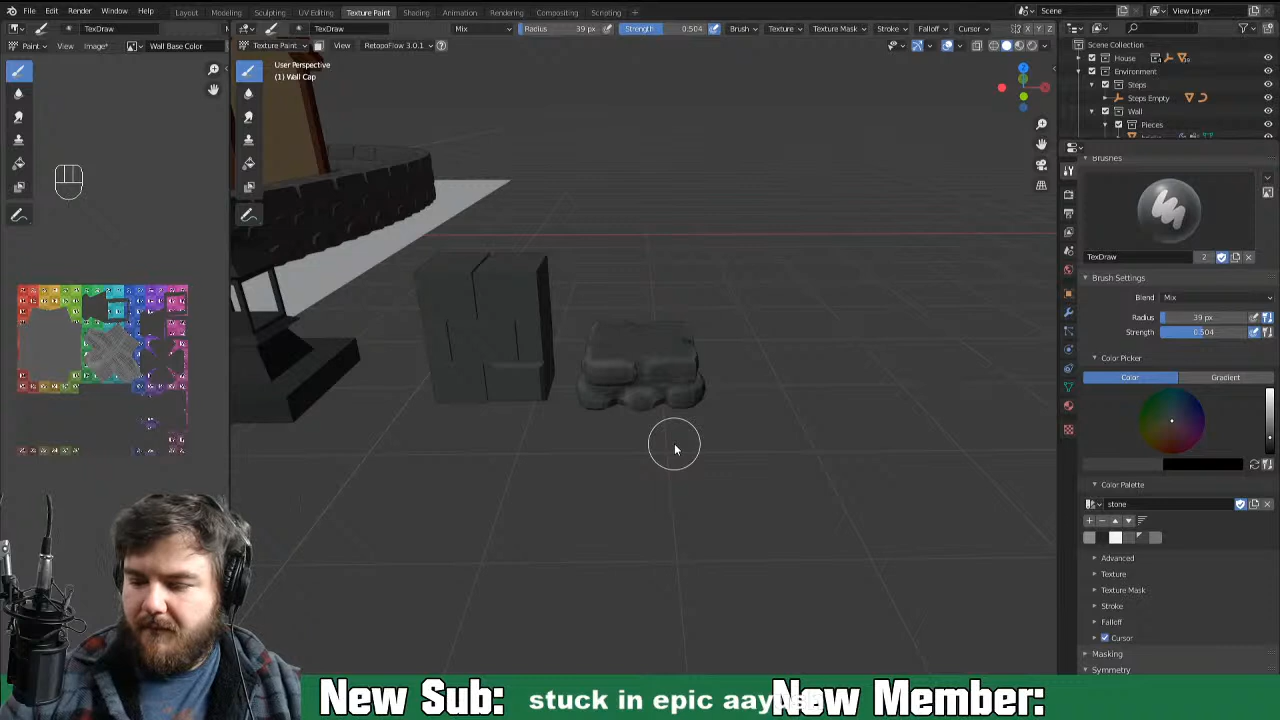 File Edit Render Window Help Layout Modeling Sculpting UV Editing Texture Paint Shading Animation Rendering Compositing Scripting Scene View Layer
TexDraw TexDraw Mix Radius 39 px Strength 0.504 Brush Texture Texture Mask Stroke Falloff Cursor X Y Z
Paint View Image* Wall Base Color Texture Paint View RetopoFlow 3.0.1
Scene Collection
House
Environment
Steps
Steps Empty
Wall
Pieces
User Perspective
(1) Wall Cap
Brushes
TexDraw 2
Brush Settings
Blend Mix
Radius 39 px
Strength 0.504
Color Picker
Color Gradient
Color Palette
stone
Advanced
Texture
Texture Mask
Stroke
Falloff
Cursor
Masking
Symmetry
New Sub: stuck in epic New Member: